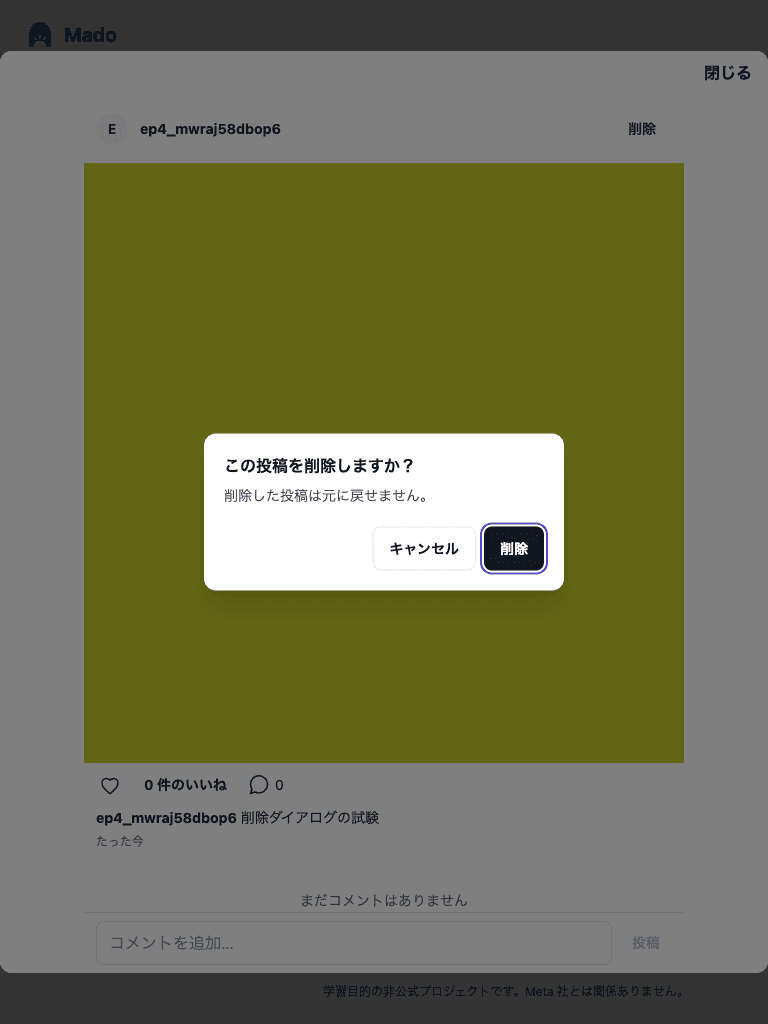 Mado
閉じる
E ep4_mwraj58dbop6 削除
この投稿を削除しますか？
削除した投稿は元に戻せません。
キャンセル 削除
0 件のいいね 0
ep4_mwraj58dbop6 削除ダイアログの試験
たった今
まだコメントはありません
コメントを追加... 投稿
学習目的の非公式プロジェクトです。Meta 社とは関係ありません。